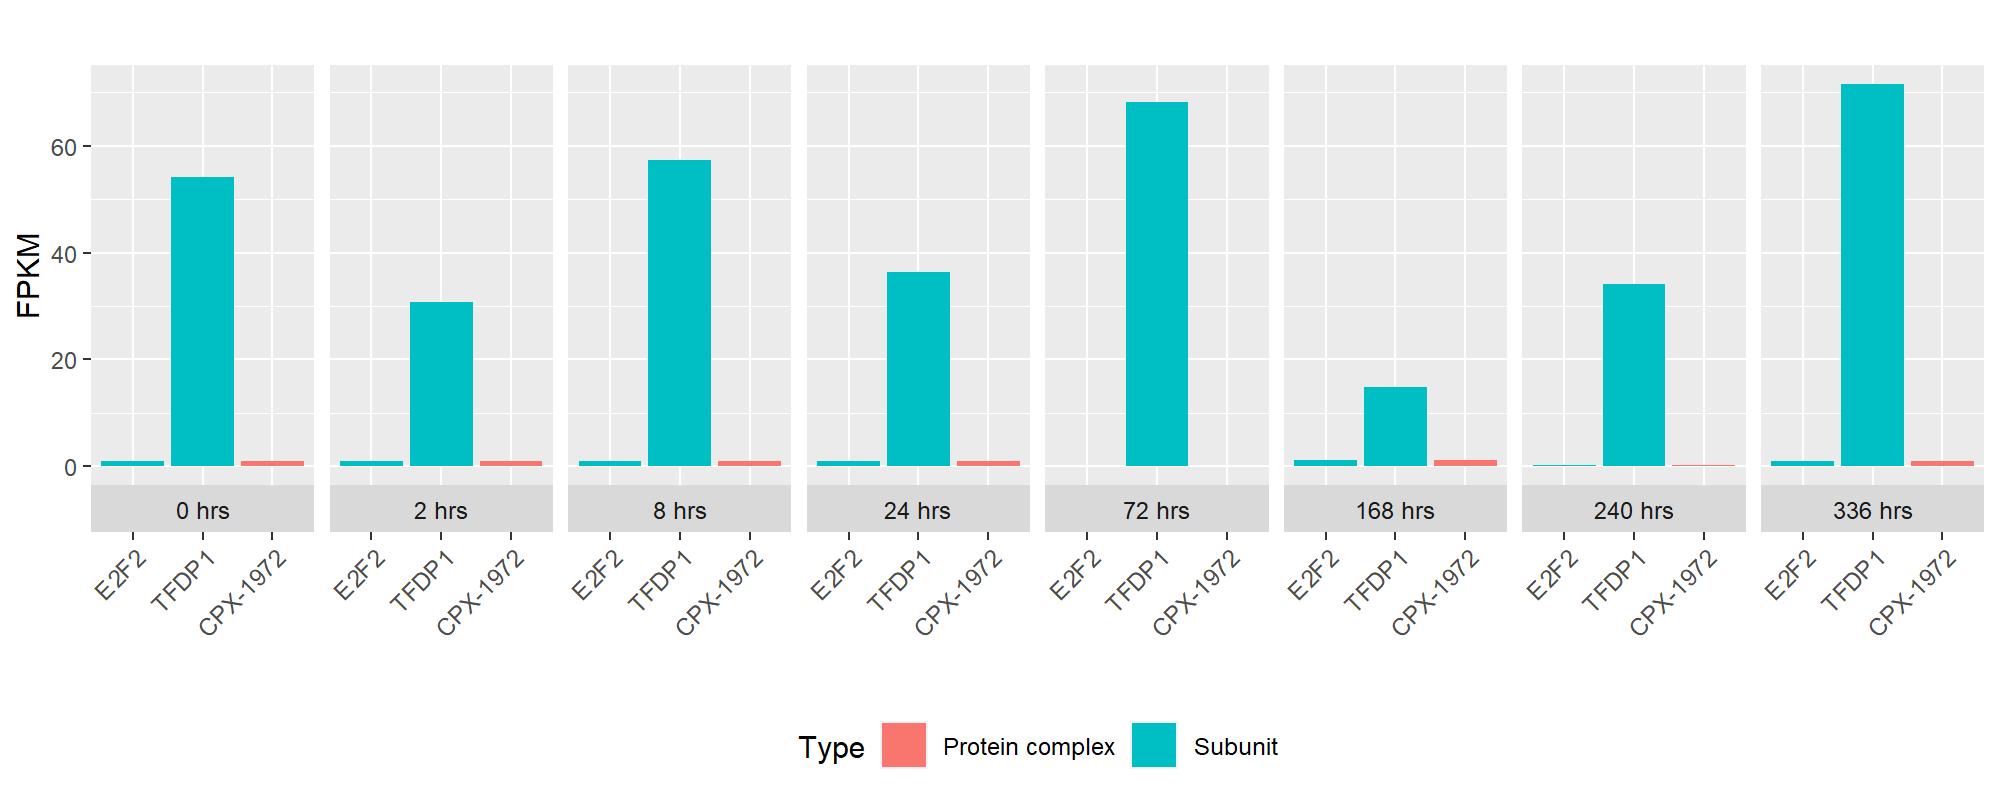 FPKM
60
40
20
0
0 hrs 2 hrs 8 hrs 24 hrs 72 hrs 168 hrs 240 hrs 336 hrs
E2F2 TFDP1 CPX-1972 E2F2 TFDP1 CPX-1972 E2F2 TFDP1 CPX-1972 E2F2 TFDP1 CPX-1972 E2F2 TFDP1 CPX-1972 E2F2 TFDP1 CPX-1972 E2F2 TFDP1 CPX-1972 E2F2 TFDP1 CPX-1972
Type Protein complex Subunit